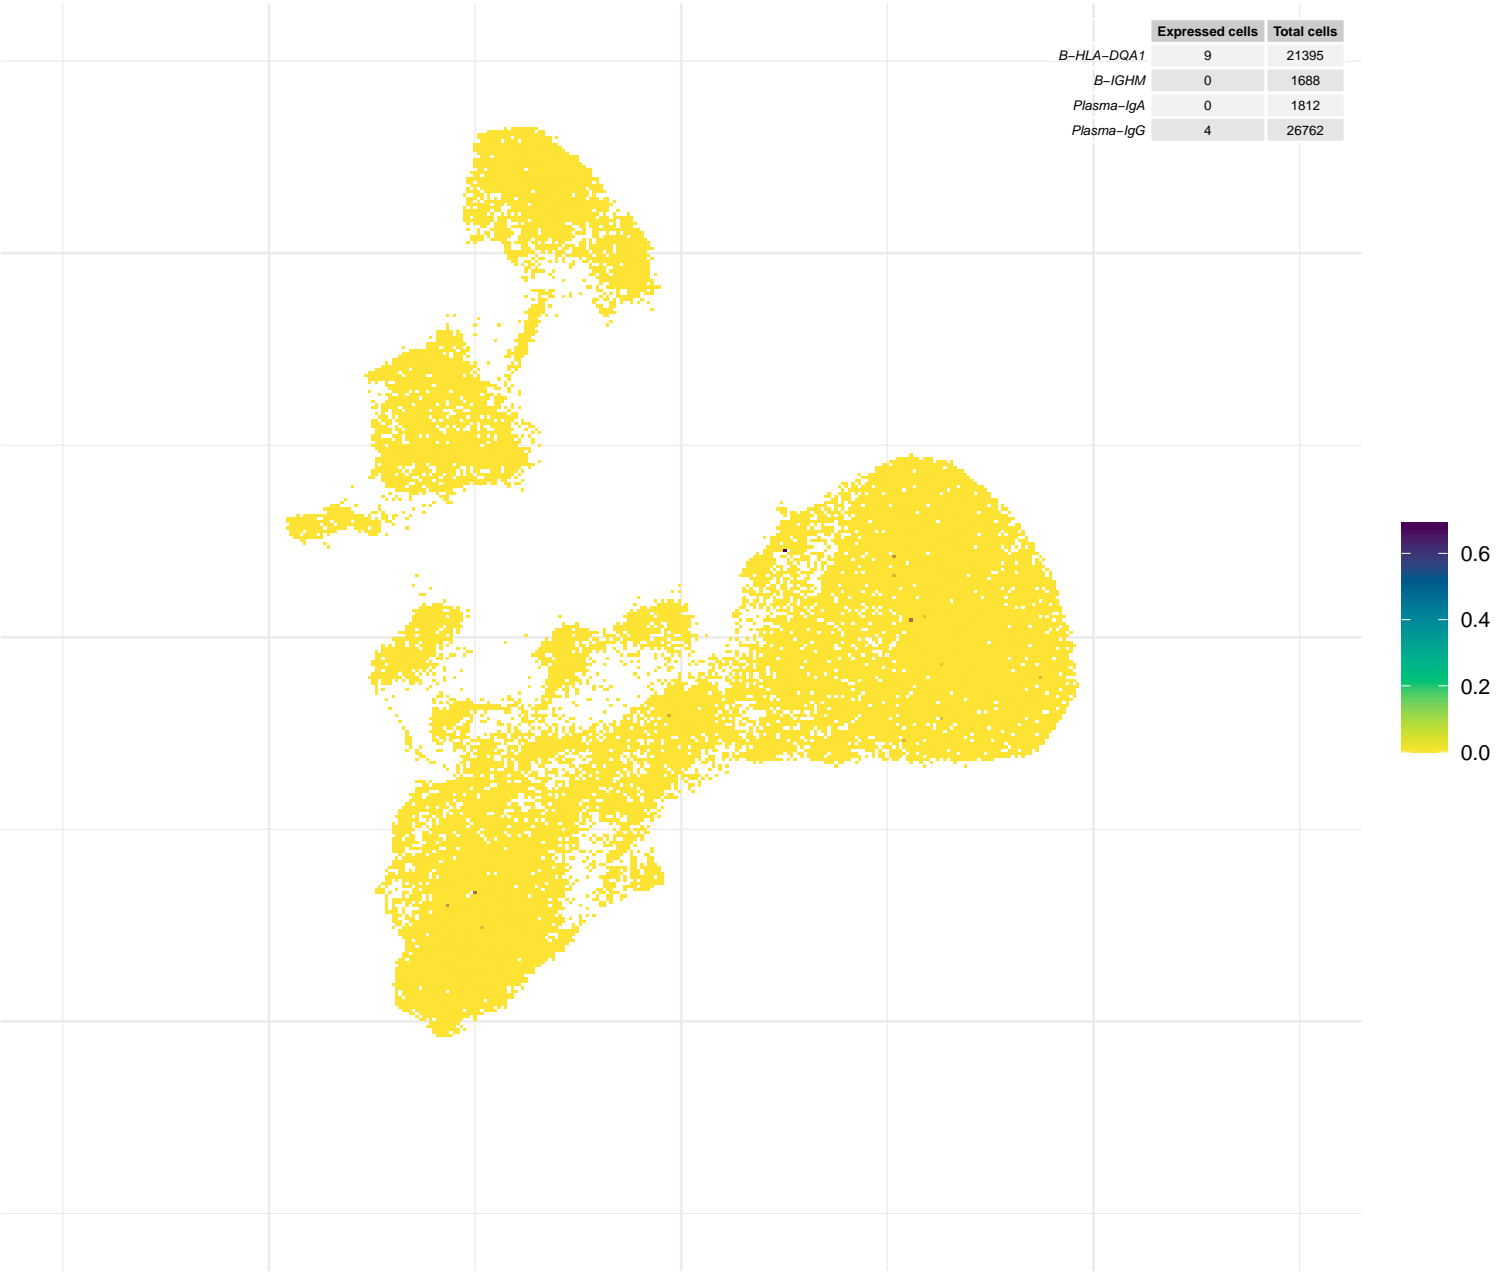 Expressed cells Total cells
B−HLA−DQA1 9 21395
B−IGHM 0 1688
Plasma−IgA 0 1812
Plasma−IgG 4 26762
0.6
0.4
0.2
0.0